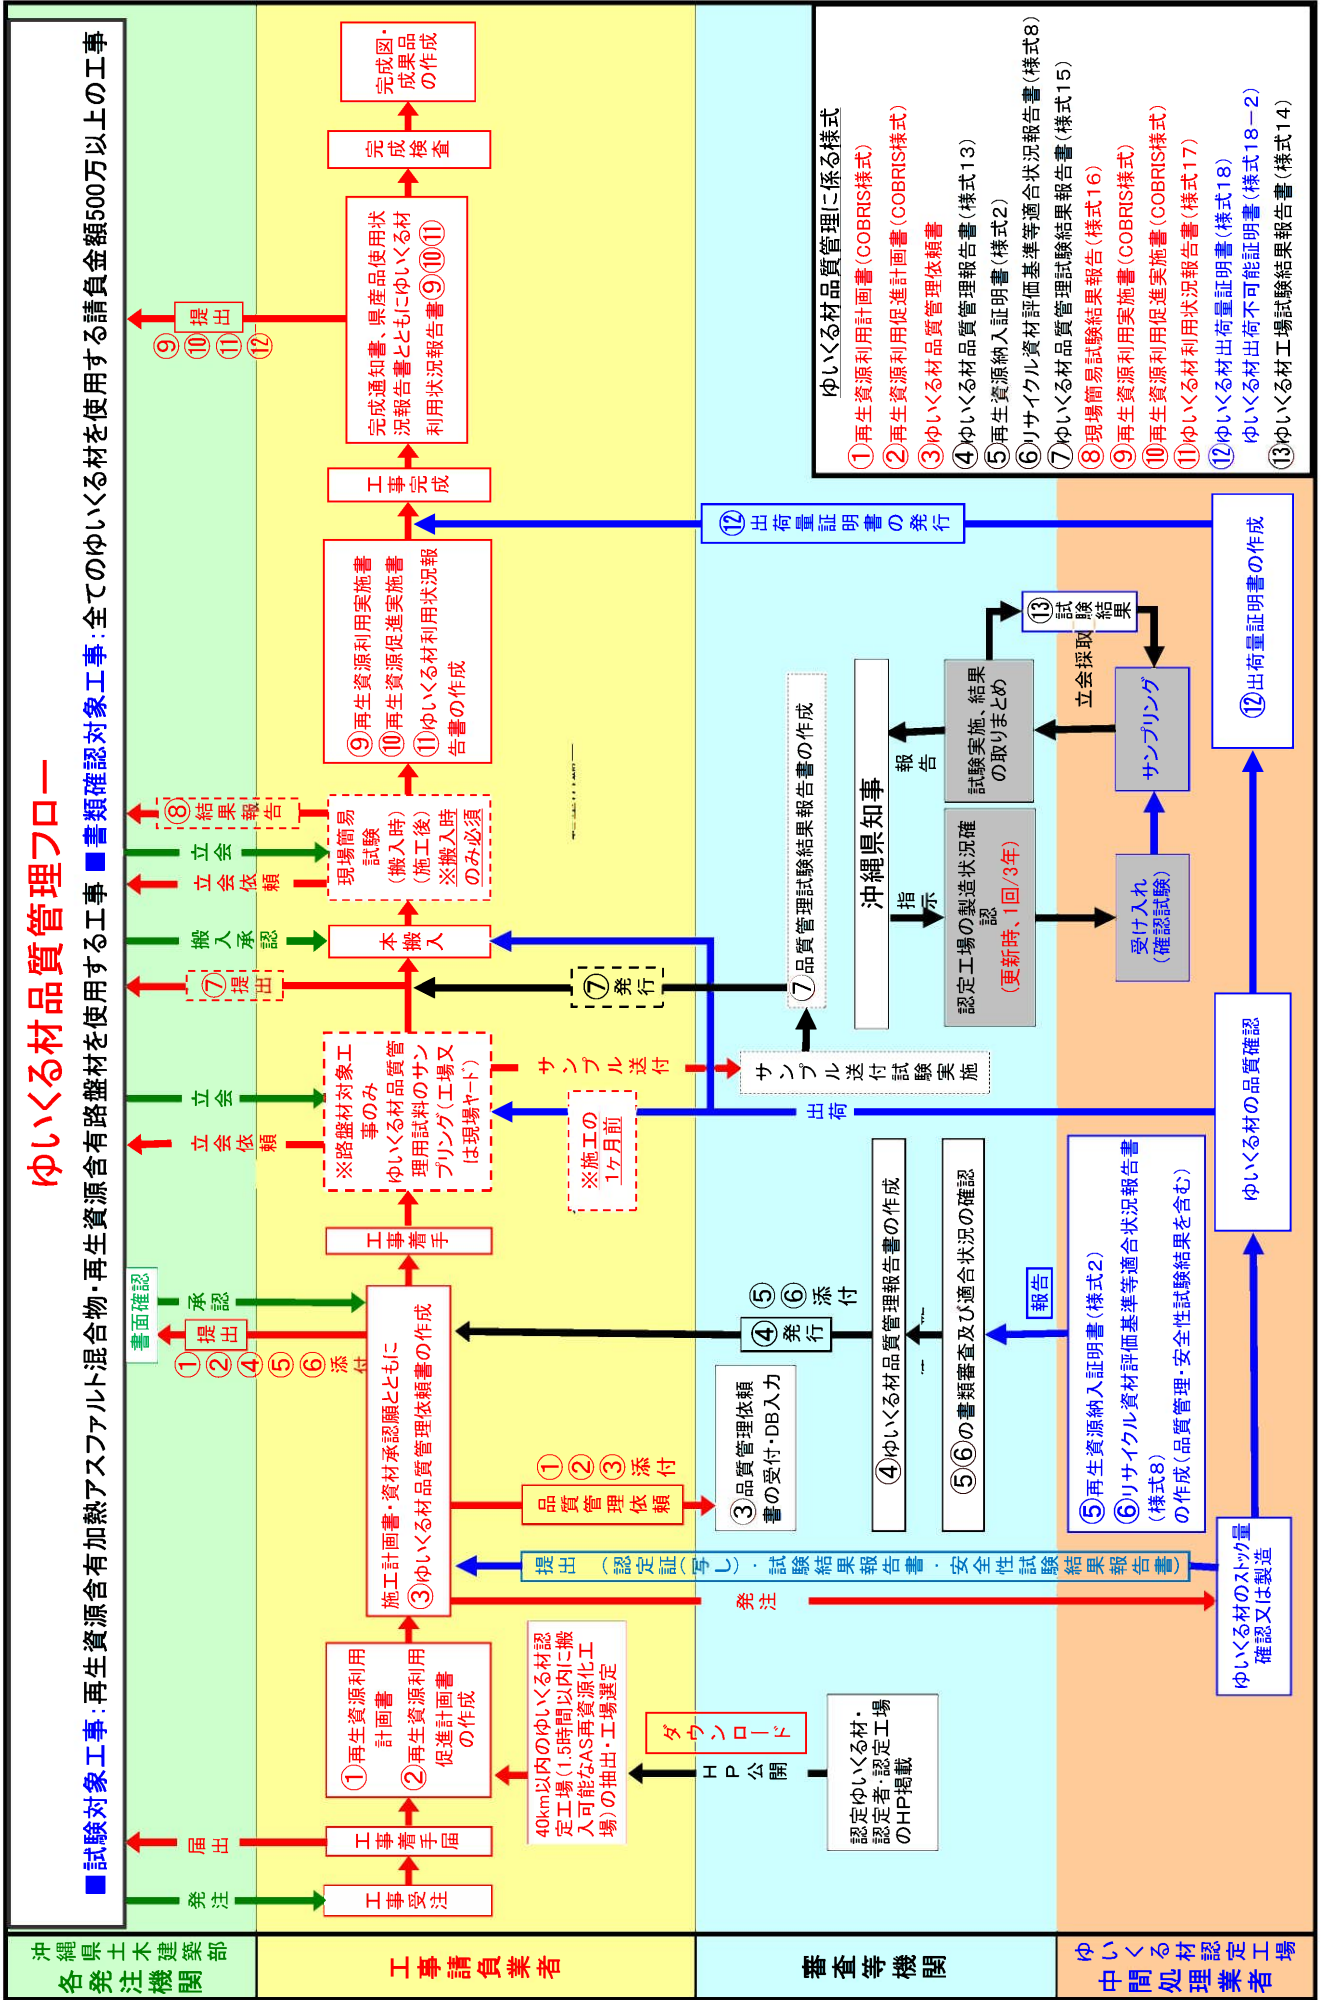 ゆいくる材品質管理フロー
■試験対象工事：再生資源含有加熱アスファルト混合物・再生資源含有路盤材を使用する工事 ■書類確認対象工事：全てのゆいくる材を使用する請負金額500万以上の工事
沖縄県土木建築部
各発注機関
発注
届出
書面確認
提出
承認
①②④⑤⑥添付
立会依頼
立会
⑦提出
搬入承認
立会依頼
立会
⑧結果報告
提出
⑨⑩⑪⑫
工事請負業者
工事受注
工事着手届
①再生資源利用
計画書
②再生資源利用
促進計画書
の作成
40km以内のゆいくる材認
定工場（1.5時間以内に搬
入可能なAS再資源化工
場）の抽出・工場選定
施工計画書・資材承認願とともに
③ゆいくる材品質管理依頼書の作成
品質管理依頼
①②③添付
工事着手
※路盤材対象工
事のみ
ゆいくる材品質管
理用試料のサン
プリング（工場又
は現場ヤード）
※施工の
1ケ月前
サンプル送付
⑦発行
本搬入
現場簡易
試験
（搬入時）
（施工後）
※搬入時
のみ必須
⑨再生資源利用実施書
⑩再生資源促進実施書
⑪ゆいくる材利用状況報
告書の作成
工事完成
完成通知書、県産品使用状
況報告書とともにゆいくる材
利用状況報告書⑨⑩⑪
完成検査
完成図・
成果品
の作成
審査等機関
ダウンロード
HP公開
認定ゆいくる材・
認定者・認定工場
のHP掲載
発注
提出 （認定証（写し）・試験結果報告書・安全性試験結果報告書）
③品質管理依頼
書の受付・DB入力
④発行
⑤⑥添付
④ゆいくる材品質管理報告書の作成
⑤⑥の書類審査及び適合状況の確認
報告
出荷
サンプル送付試験実施
⑦品質管理試験結果報告書の作成
沖縄県知事
指示
報告
認定工場の製造状況確
認
（更新時、1回/3年）
試験実施、結果
の取りまとめ
⑬試験結果
立会採取
⑫出荷量証明書の発行
ゆいくる材認定工場
中間処理業者
ゆいくる材のストック量
確認又は製造
⑤再生資源納入証明書（様式2）
⑥リサイクル資材評価基準等適合状況報告書
（様式8）
の作成（品質管理・安全性試験結果を含む）
ゆいくる材の品質確認
受け入れ
（確認試験）
サンプリング
⑫出荷量証明書の作成
ゆいくる材品質管理に係る様式
①再生資源利用計画書（COBRIS様式）
②再生資源利用促進計画書（COBRIS様式）
③ゆいくる材品質管理依頼書
④ゆいくる材品質管理報告書（様式13）
⑤再生資源納入証明書（様式2）
⑥リサイクル資材評価基準等適合状況報告書（様式8）
⑦ゆいくる材品質管理試験結果報告書（様式15）
⑧現場簡易試験結果報告（様式16）
⑨再生資源利用実施書（COBRIS様式）
⑩再生資源利用促進実施書（COBRIS様式）
⑪ゆいくる材利用状況報告書（様式17）
⑫ゆいくる材出荷量証明書（様式18）
ゆいくる材出荷不可能証明書（様式18－2）
⑬ゆいくる材工場試験結果報告書（様式14）